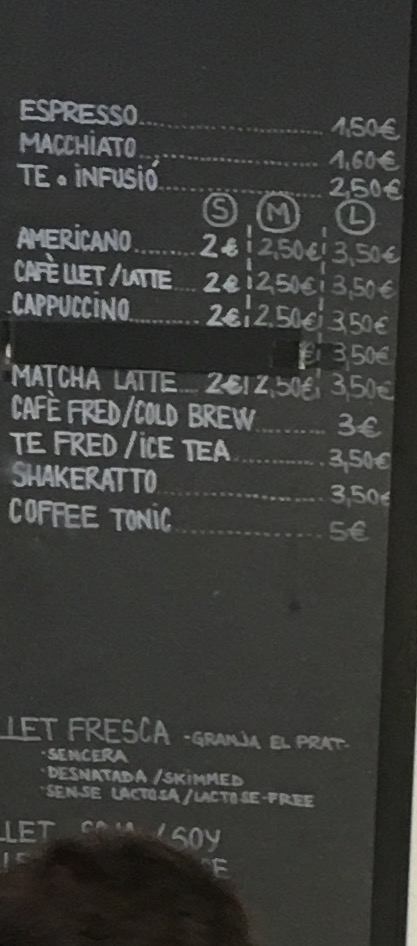 ESPRESSO 1,50€
MACCHIATO 1,60€
TE o INFUSIÓ 2,50€
S M L
AMERICANO 2€ 2,50€ 3,50€
CAFÈ LLET/LATTE 2€ 2,50€ 3,50€
CAPPUCCINO 2€ 2,50€ 3,50€
€ 3,50€
MATCHA LATTE 2€ 2,50€ 3,50€
CAFÈ FRED/COLD BREW 3€
TE FRED/ICE TEA 3,50€
SHAKERATTO 3,50€
COFFEE TONIC 5€
LLET FRESCA -GRANJA EL PRAT-
·SENCERA
·DESNATADA/SKIMMED
·SENSE LACTOSA/LACTOSE-FREE
LLET SOJA/SOY